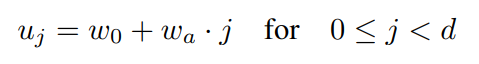 u_j = w_0 + w_a · j for 0 ≤ j < d